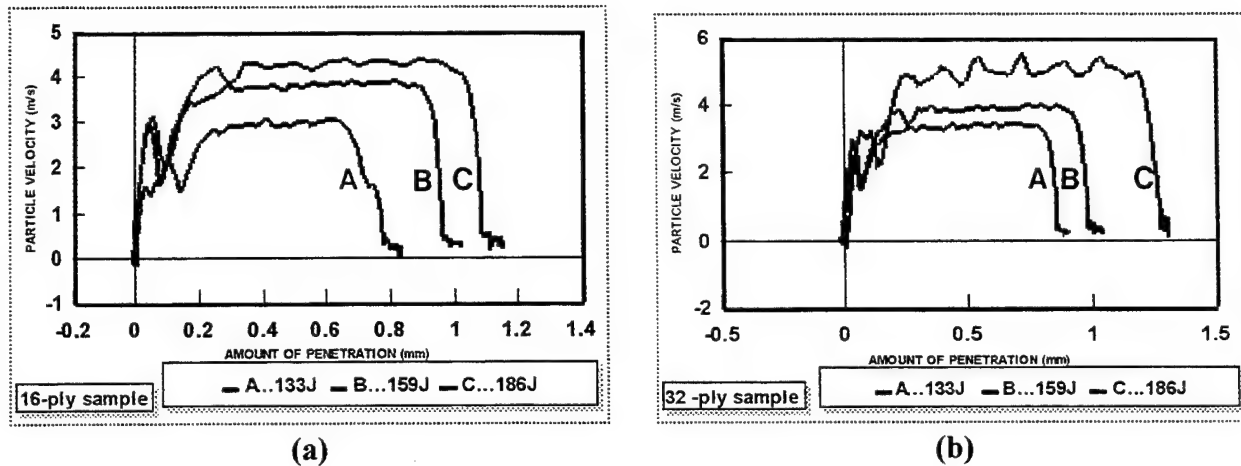 5
4
3
2
1
0
-1
PARTICLE VELOCITY (m/s)
A
B
C
-0.2
0
0.2
0.4
0.6
0.8
1
1.2
1.4
AMOUNT OF PENETRATION (mm)
16-ply sample
A...133J B...159J C...186J
(a)
6
4
2
0
-2
PARTICLE VELOCITY (m/s)
A
B
C
-0.5
0
0.5
1
1.5
AMOUNT OF PENETRATION (mm)
32 -ply sample
A...133J B...159J C...186J
(b)